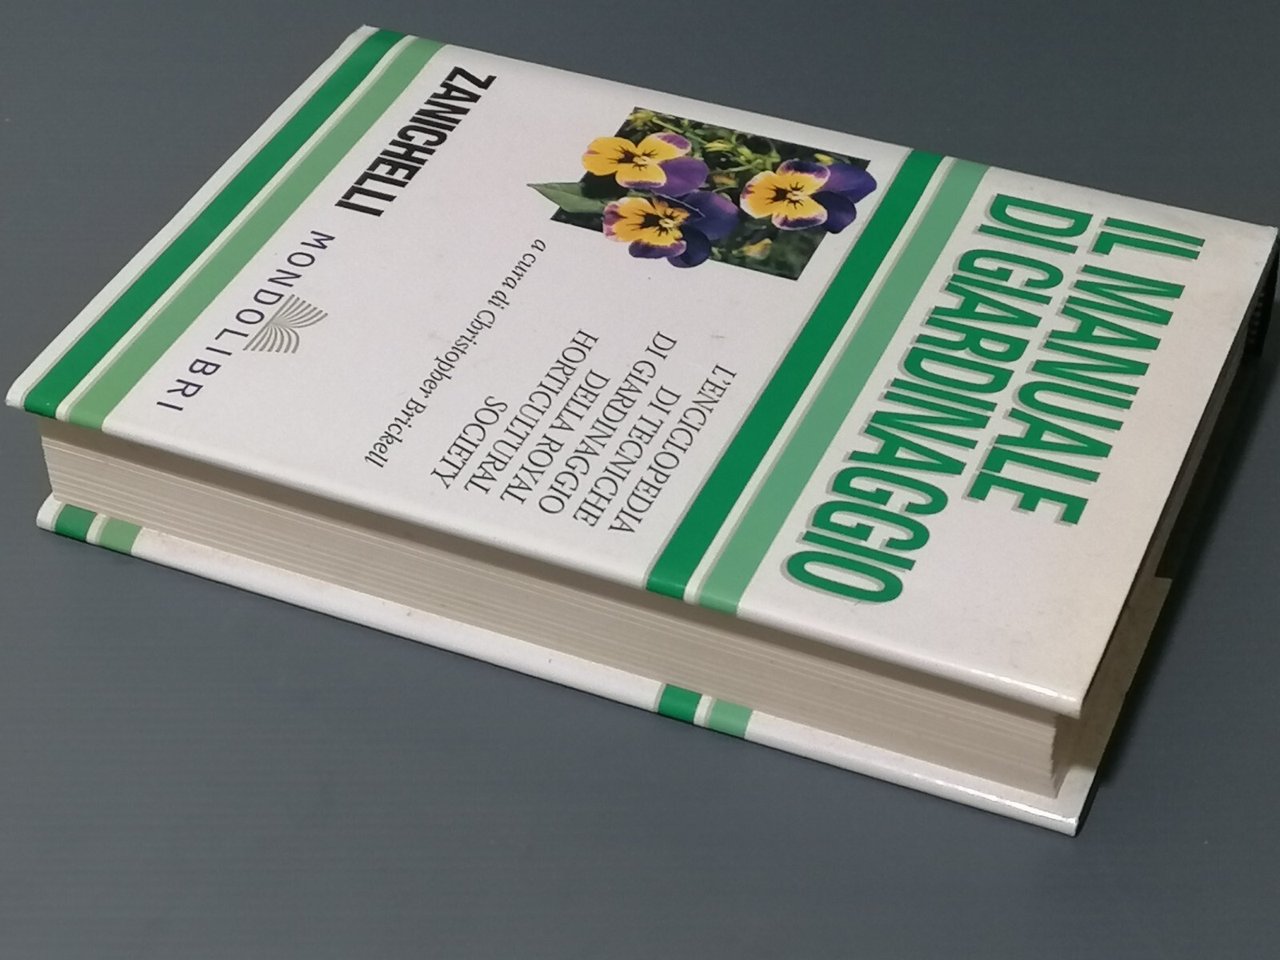 IL MANUALE
DI GIARDINAGGIO
L'ENCICLOPEDIA
DI TECNICHE
DI GIARDINAGGIO
DELLA ROYAL
HORTICULTURAL
SOCIETY
a cura di Christopher Brickell
ZANICHELLI
MONDOLIBRI